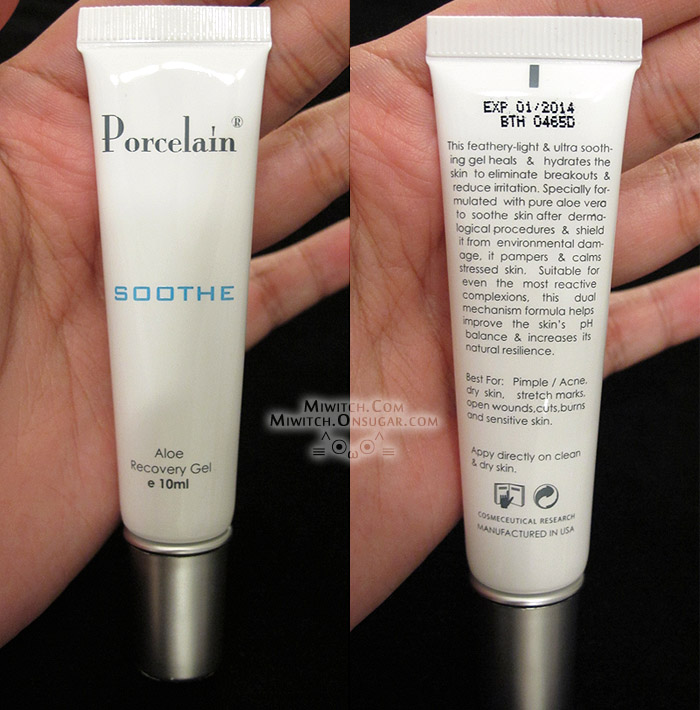 Porcelain®
SOOTHE
Aloe
Recovery Gel
e 10ml
EXP 01/2014
BTH 0465D
This feathery-light & ultra sooth-
ing gel heals & hydrates the
skin to eliminate breakouts &
reduce irritation. Specially for-
mulated with pure aloe vera
to soothe skin after derma-
logical procedures & shield
it from environmental dam-
age, it pampers & calms
stressed skin. Suitable for
even the most reactive
complexions, this dual
mechanism formula helps
improve the skin's pH
balance & increases its
natural resilience.
Best For: Pimple / Acne,
dry skin, stretch marks,
open wounds,cuts,burns
and sensitive skin.
Appy directly on clean
& dry skin.
COSMECEUTICAL RESEARCH
MANUFACTURED IN USA
Miwitch.Com
Miwitch.Onsugar.com